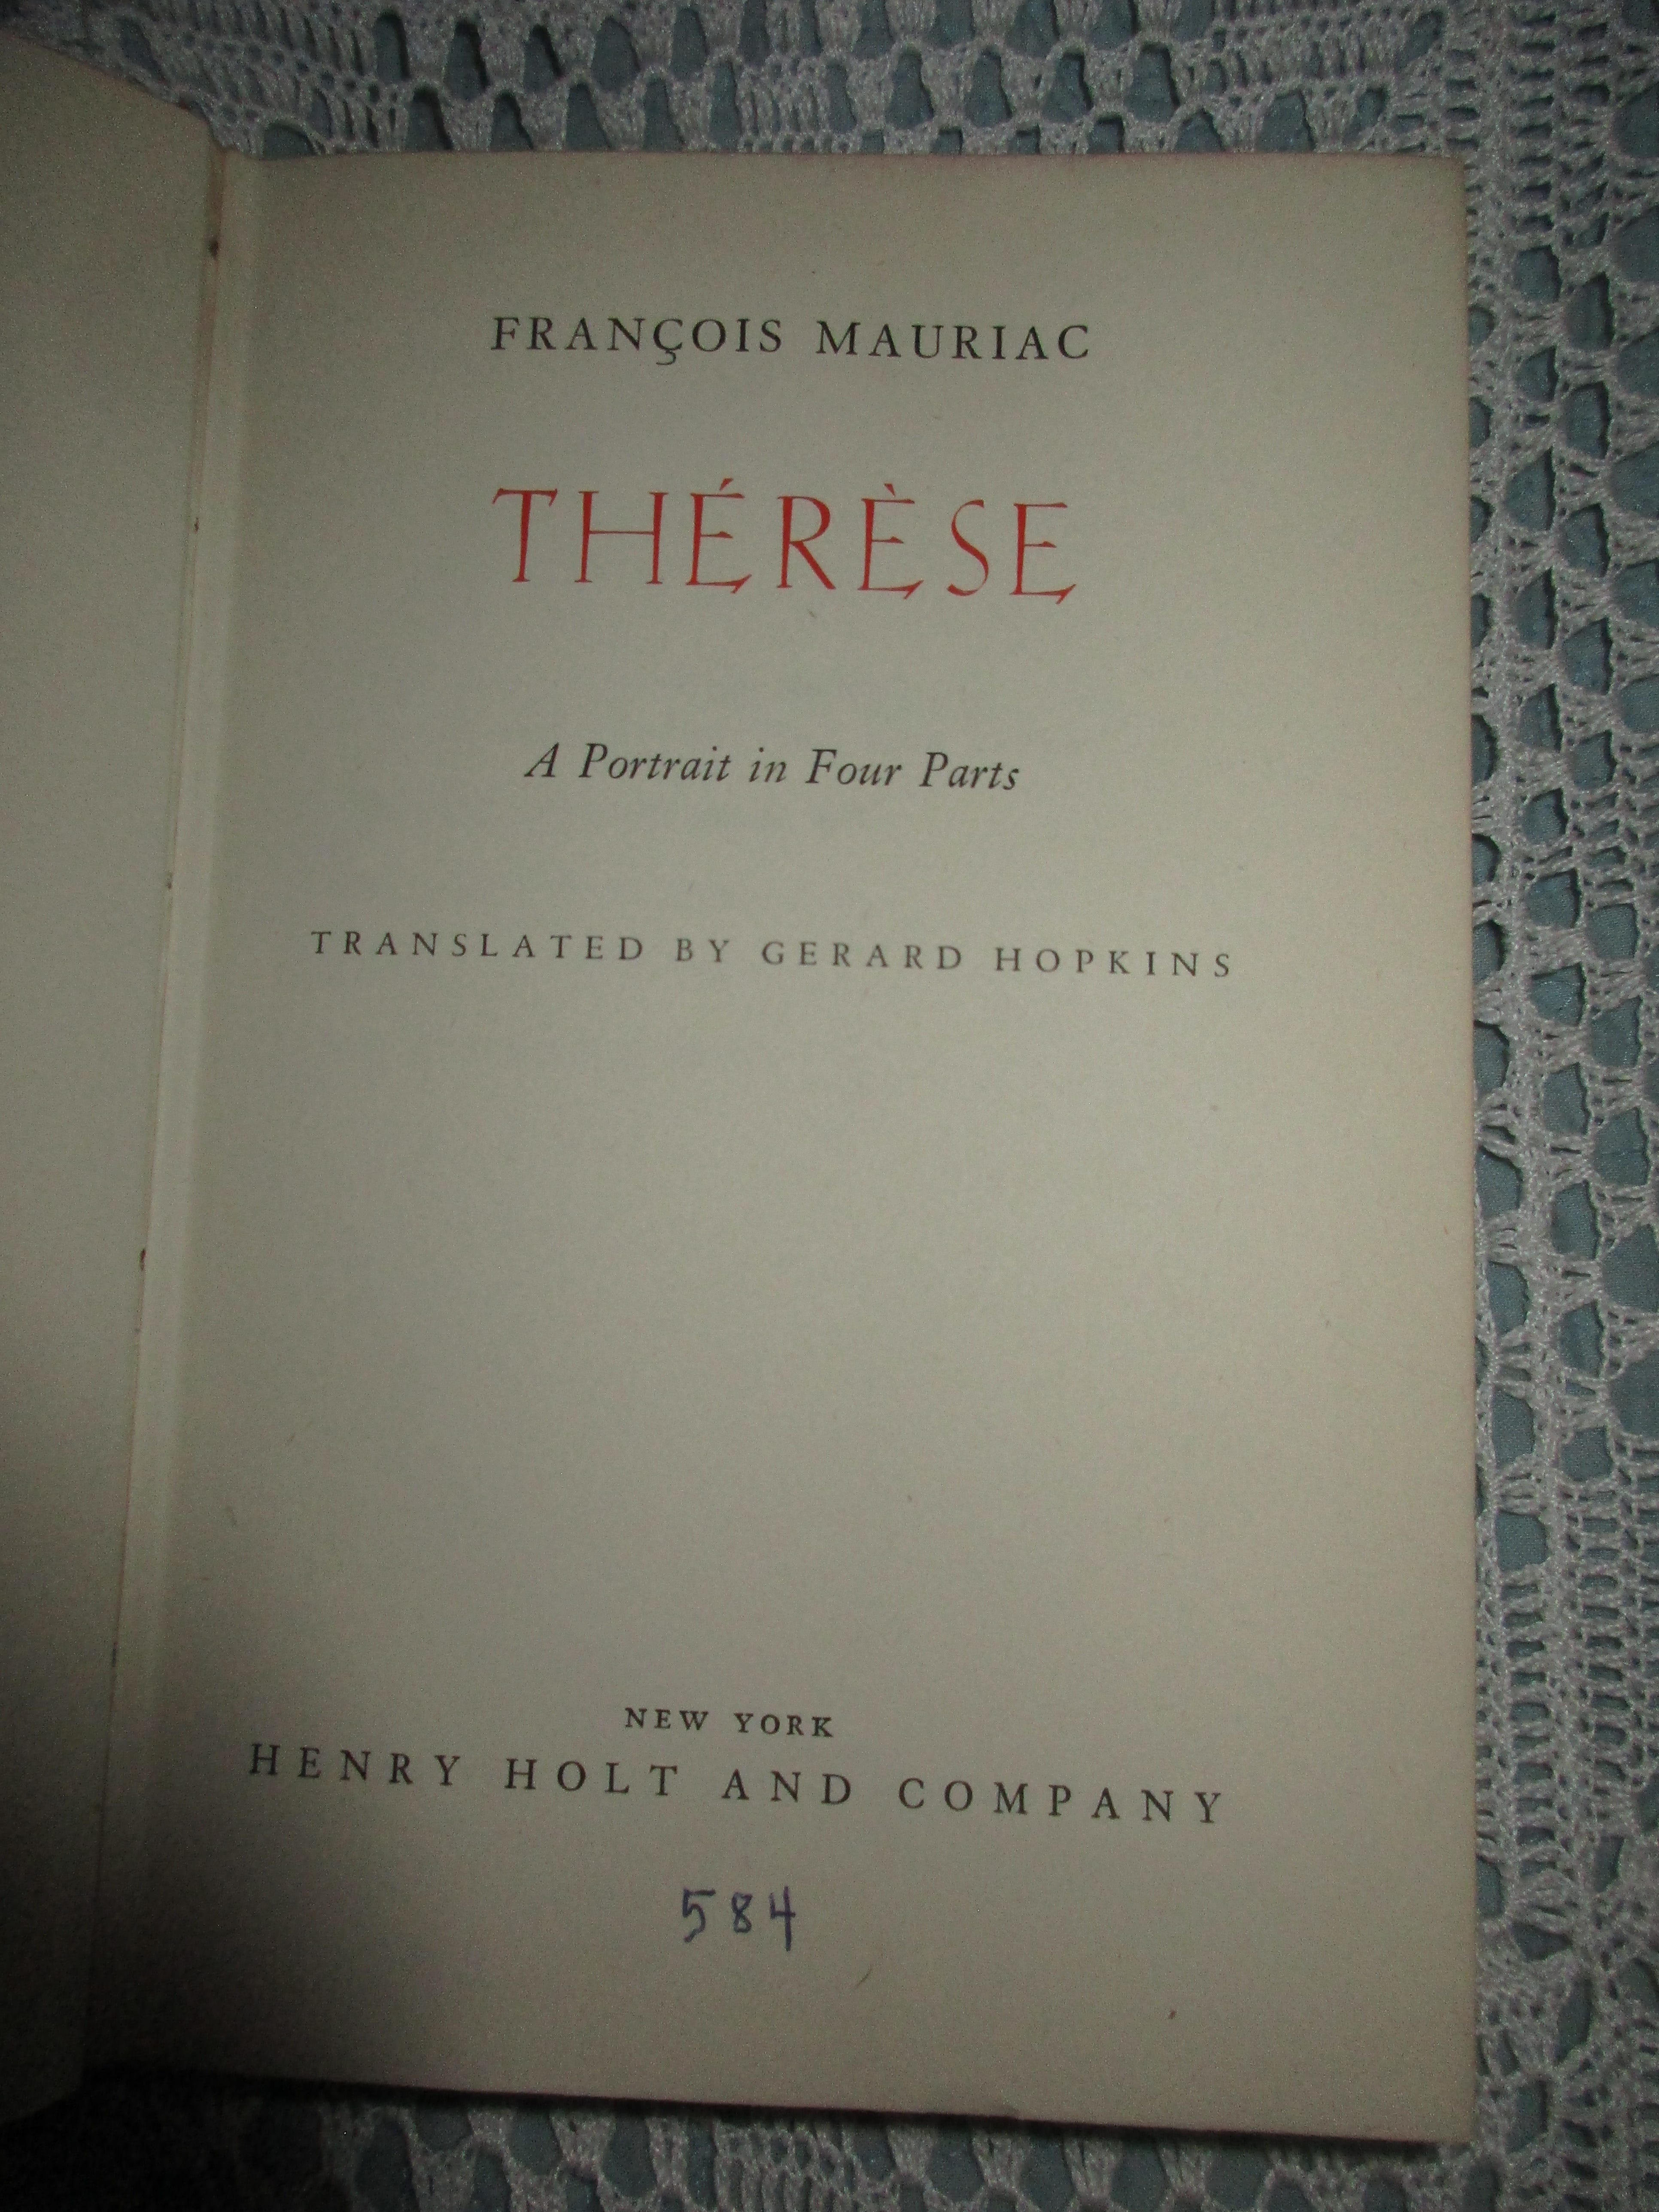 FRANÇOIS MAURIAC
THÉRÈSE
A Portrait in Four Parts
TRANSLATED BY GERARD HOPKINS
NEW YORK
HENRY HOLT AND COMPANY
584